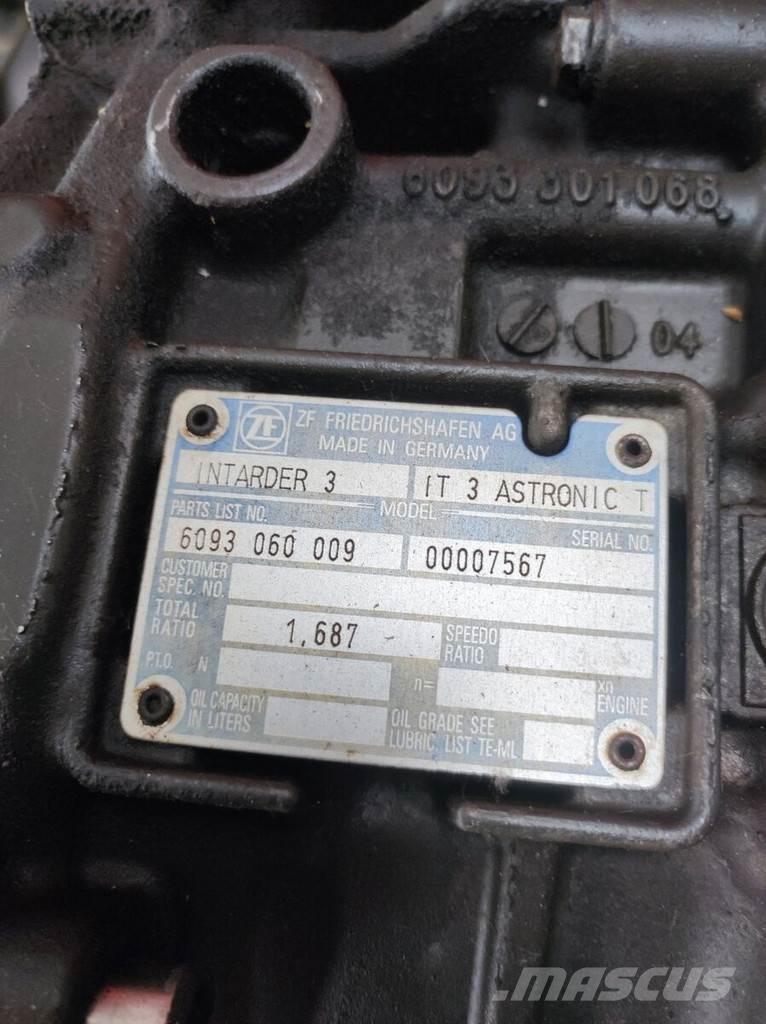 6093 301 068
04
ZF ZF FRIEDRICHSHAFEN AG
MADE IN GERMANY
INTARDER 3 IT 3 ASTRONIC T
PARTS LIST NO. MODEL SERIAL NO.
6093 060 009 00007567
CUSTOMER
SPEC. NO.
TOTAL
RATIO 1,687 SPEEDO
RATIO
P.T.O. N n= xn
ENGINE
OIL CAPACITY
IN LITERS OIL GRADE SEE
LUBRIC. LIST TE-ML
MASCUS